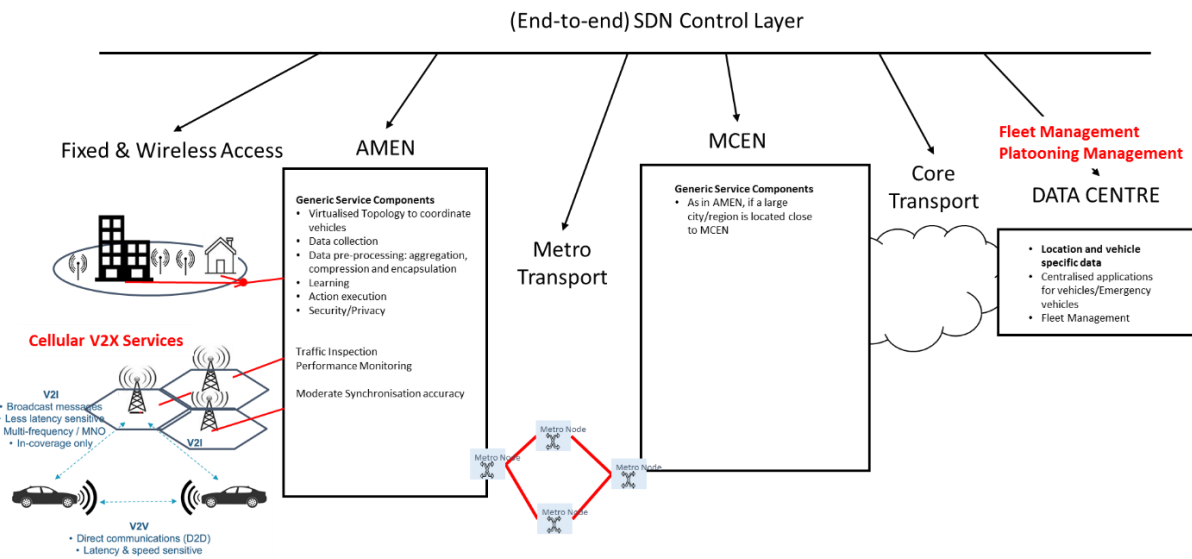 (End-to-end) SDN Control Layer
Fixed & Wireless Access
AMEN
Generic Service Components
• Virtualised Topology to coordinate
vehicles
• Data collection
• Data pre-processing: aggregation,
compression and encapsulation
• Learning
• Action execution
• Security/Privacy
Traffic Inspection
Performance Monitoring
Moderate Synchronisation accuracy
Cellular V2X Services
V2I
• Broadcast messages
• Less latency sensitive
Multi-frequency / MNO
• In-coverage only
V2I
V2V
• Direct communications (D2D)
• Latency & speed sensitive
Metro
Transport
Metro Node
Metro Node
Metro Node
Metro Node
MCEN
Generic Service Components
• As in AMEN, if a large
city/region is located close
to MCEN
Core
Transport
Fleet Management
Platooning Management
DATA CENTRE
• Location and vehicle
specific data
• Centralised applications
for vehicles/Emergency
vehicles
• Fleet Management